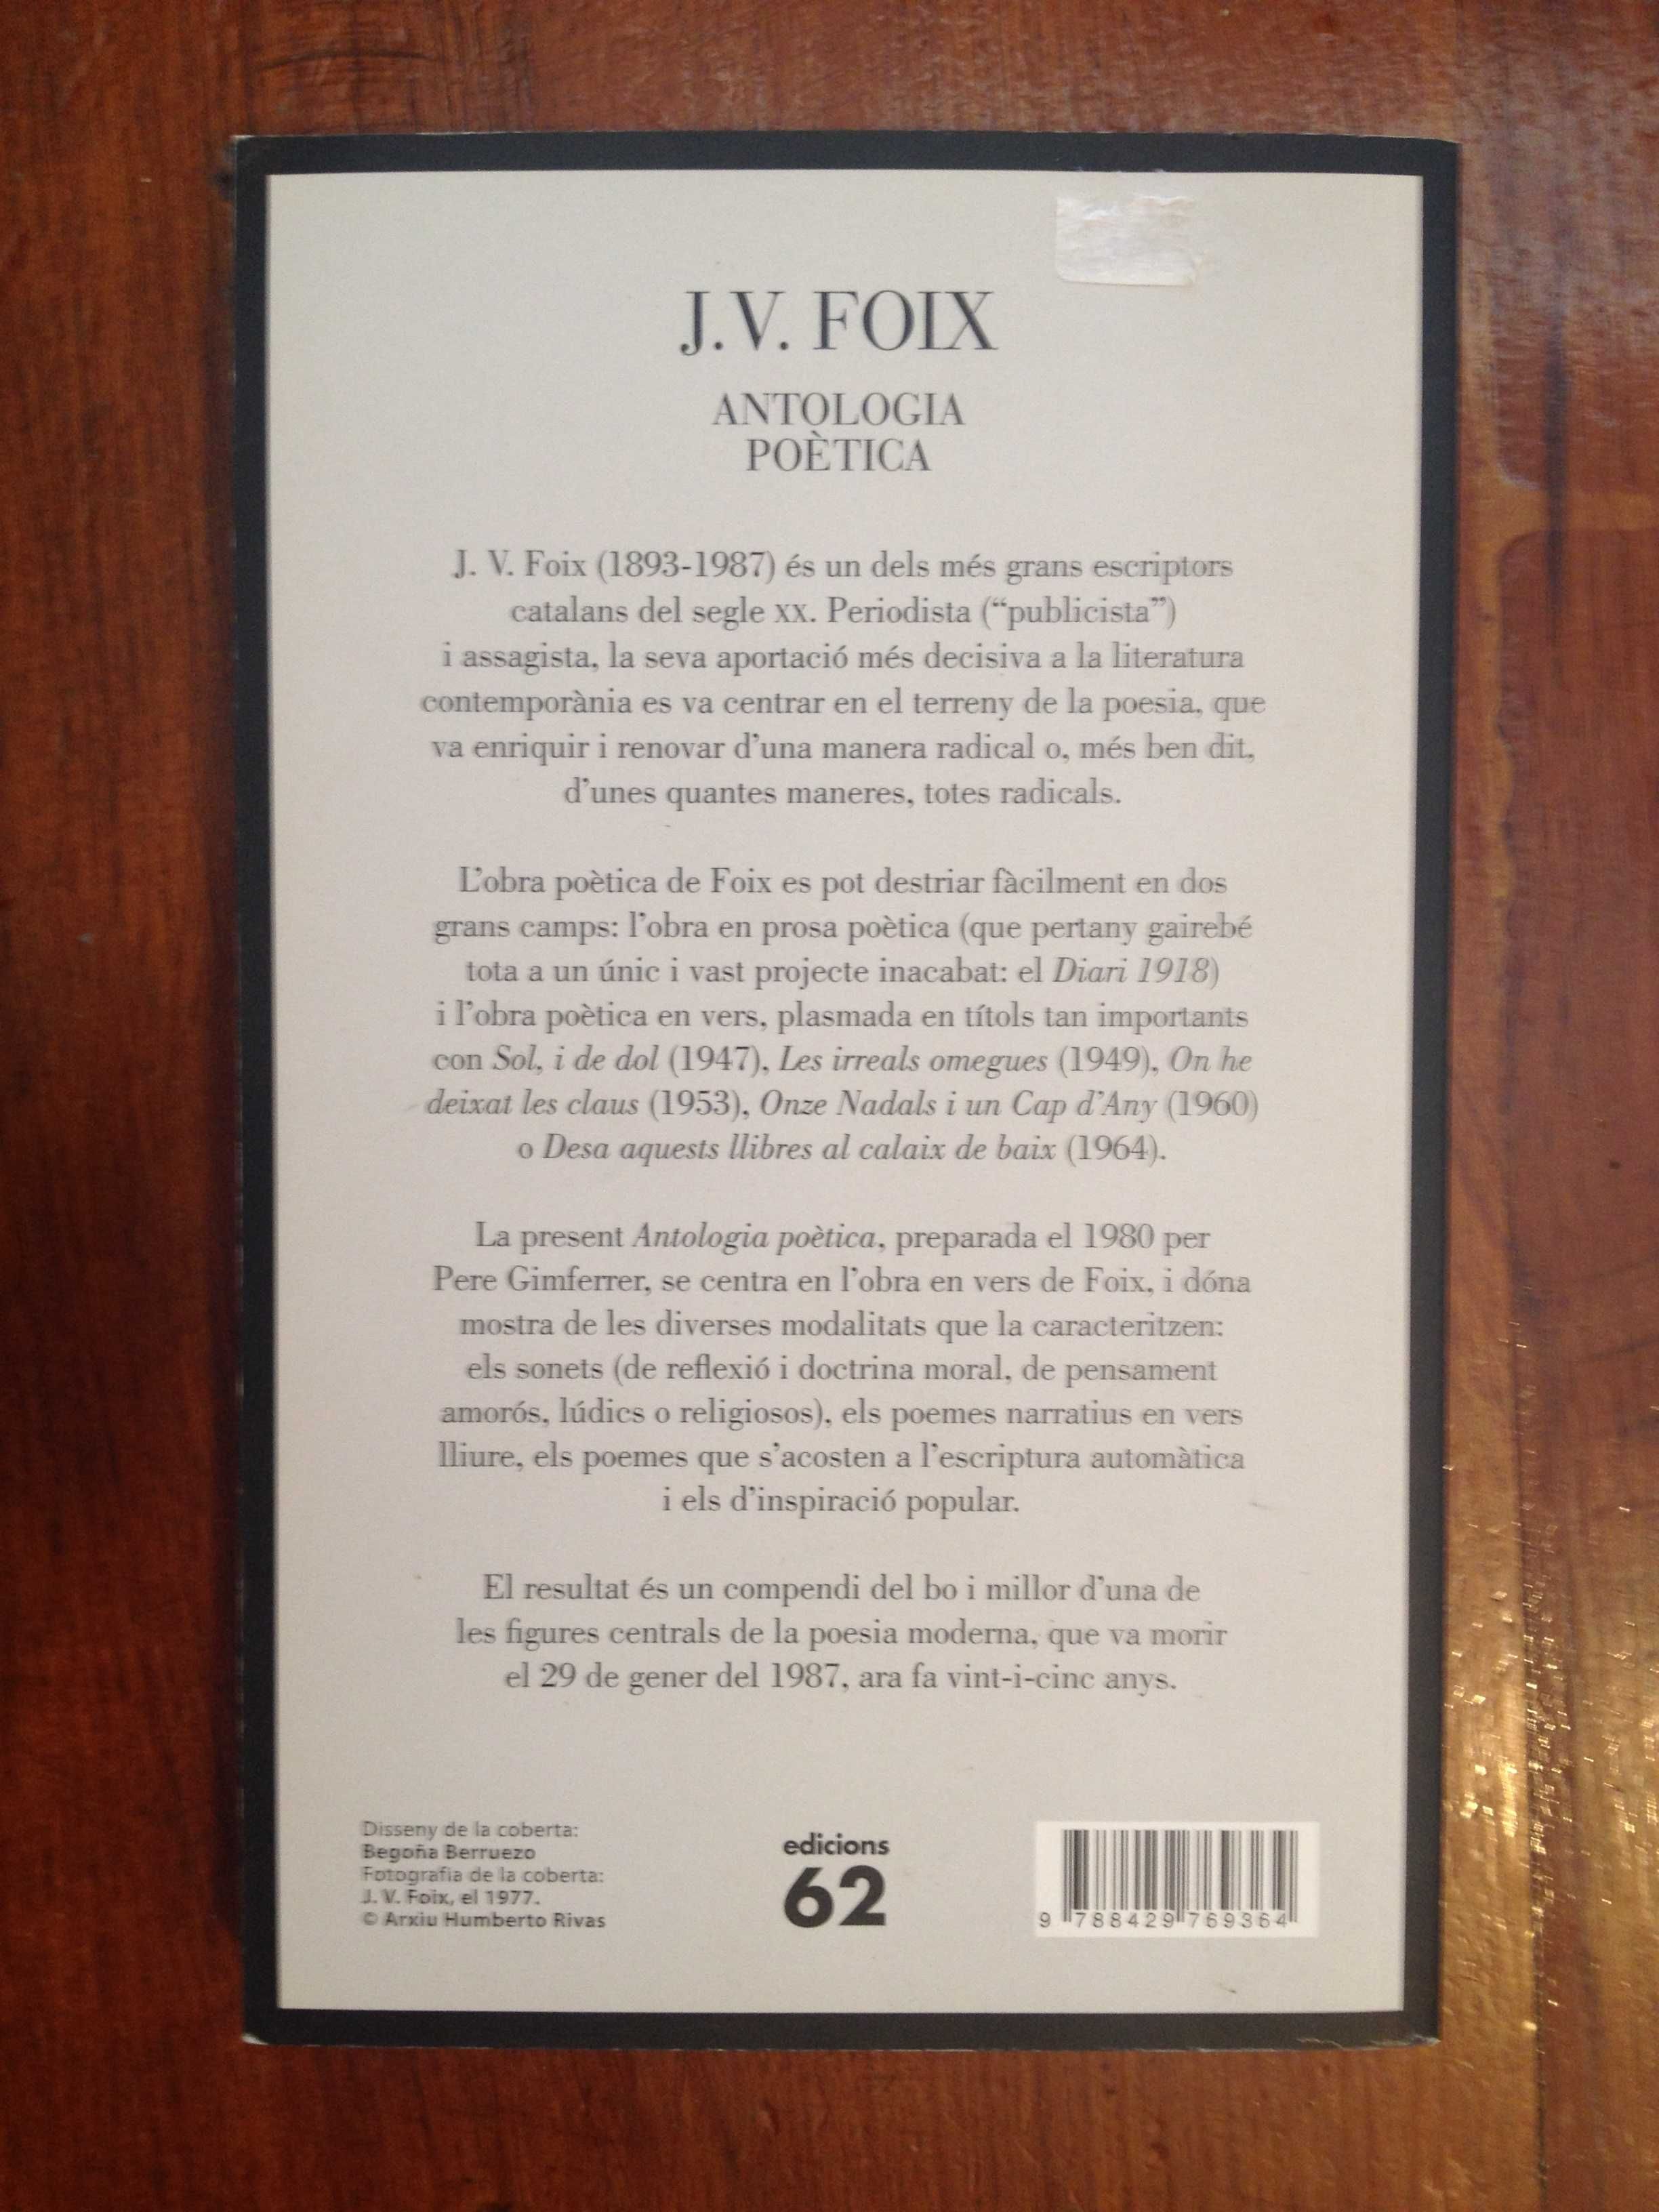 J. V. FOIX
ANTOLOGIA
POÈTICA
J. V. Foix (1893-1987) és un dels més grans escriptors
catalans del segle XX. Periodista (“publicista”)
i assagista, la seva aportació més decisiva a la literatura
contemporània es va centrar en el terreny de la poesia, que
va enriquir i renovar d’una manera radical o, més ben dit,
d’unes quantes maneres, totes radicals.
L’obra poètica de Foix es pot destriar fàcilment en dos
grans camps: l’obra en prosa poètica (que pertany gairebé
tota a un únic i vast projecte inacabat: el Diari 1918)
i l’obra poètica en vers, plasmada en títols tan importants
con Sol, i de dol (1947), Les irreals omegues (1949), On he
deixat les claus (1953), Onze Nadals i un Cap d’Any (1960)
o Desa aquests llibres al calaix de baix (1964).
La present Antologia poètica, preparada el 1980 per
Pere Gimferrer, se centra en l’obra en vers de Foix, i dóna
mostra de les diverses modalitats que la caracteritzen:
els sonets (de reflexió i doctrina moral, de pensament
amorós, lúdics o religiosos), els poemes narratius en vers
lliure, els poemes que s’acosten a l’escriptura automàtica
i els d’inspiració popular.
El resultat és un compendi del bo i millor d’una de
les figures centrals de la poesia moderna, que va morir
el 29 de gener del 1987, ara fa vint-i-cinc anys.
Disseny de la coberta:
Begoña Berruezo
Fotografia de la coberta:
J. V. Foix, el 1977.
© Arxiu Humberto Rivas
edicions
62
9 788429 769364